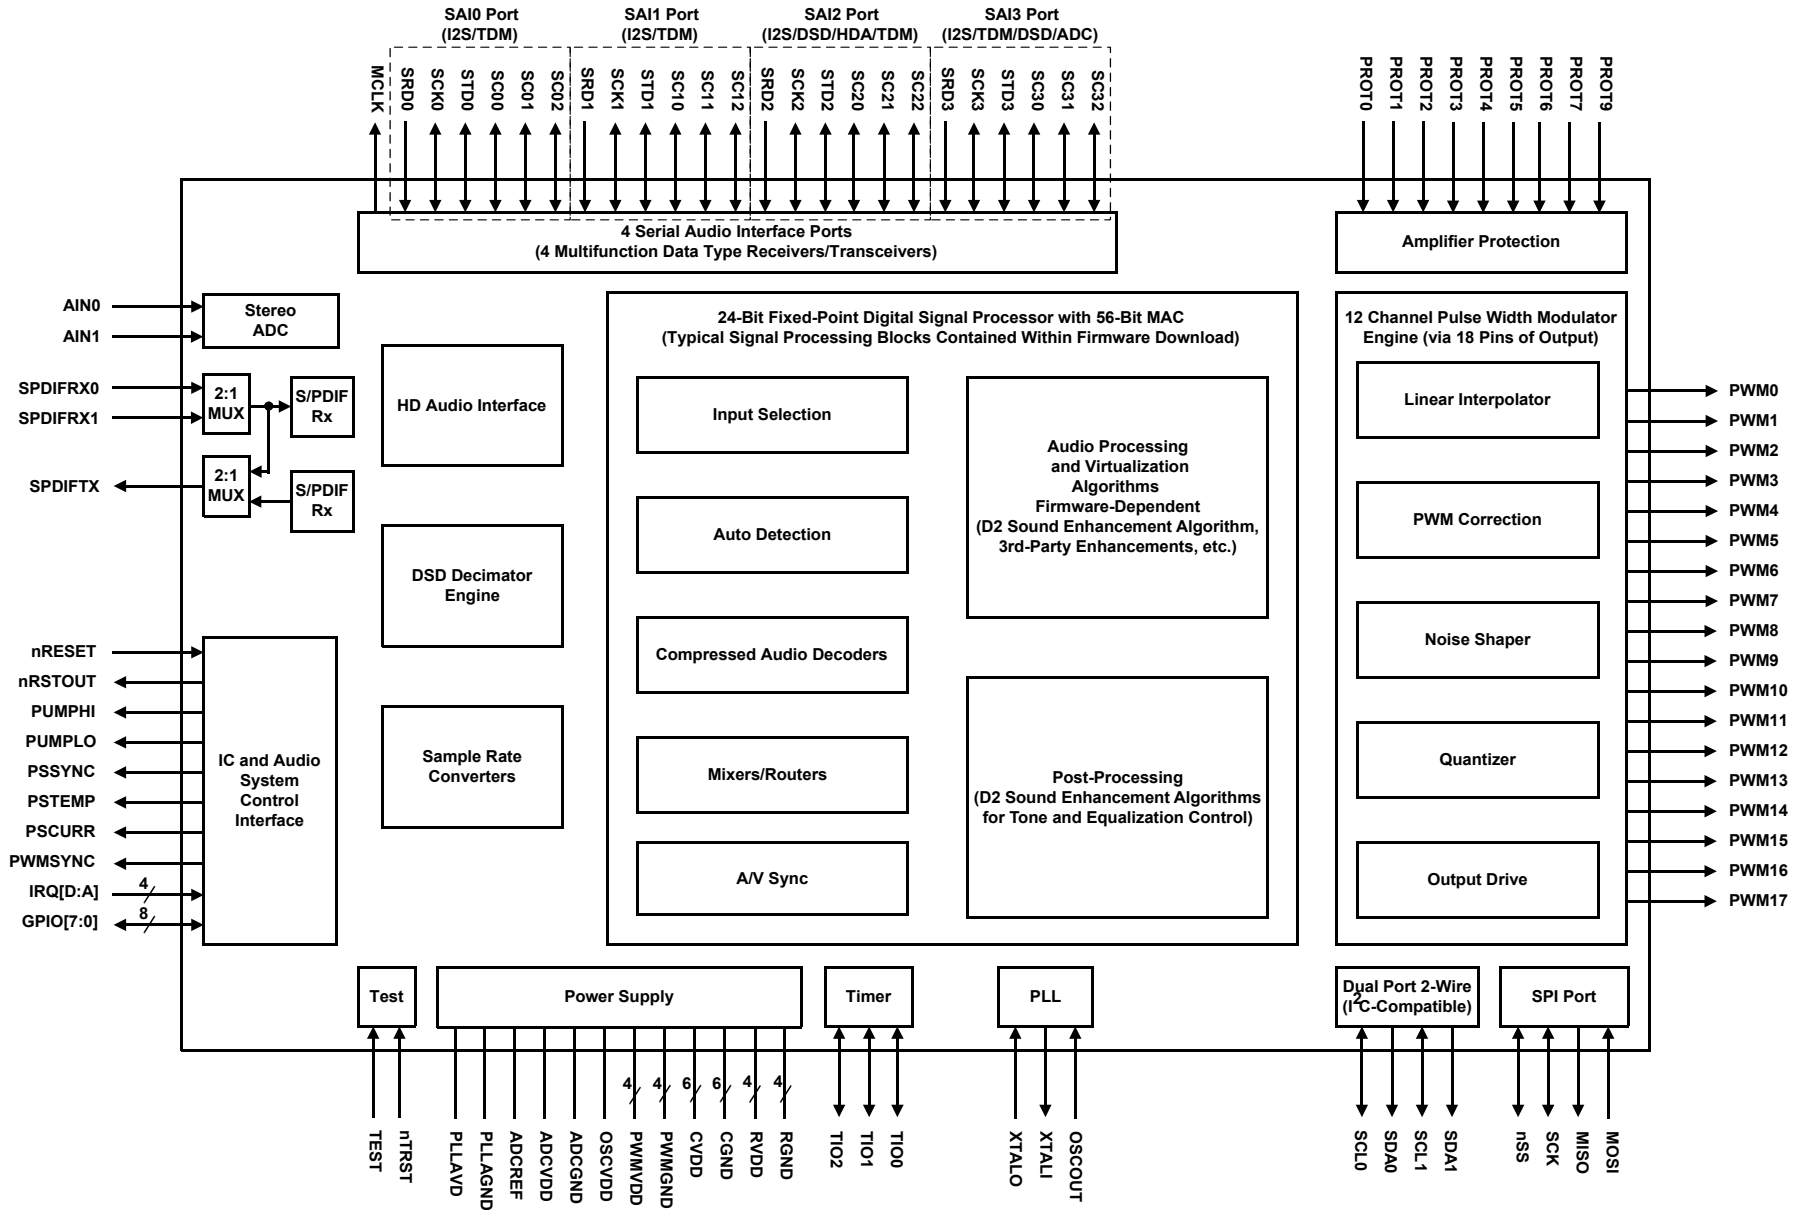 SAI0 Port
(I2S/TDM)
SAI1 Port
(I2S/TDM)
SAI2 Port
(I2S/DSD/HDA/TDM)
SAI3 Port
(I2S/TDM/DSD/ADC)
MCLK
SRD0
SCK0
STD0
SC00
SC01
SC02
SRD1
SCK1
STD1
SC10
SC11
SC12
SRD2
SCK2
STD2
SC20
SC21
SC22
SRD3
SCK3
STD3
SC30
SC31
SC32
PROT0
PROT1
PROT2
PROT3
PROT4
PROT5
PROT6
PROT7
PROT9
4 Serial Audio Interface Ports
(4 Multifunction Data Type Receivers/Transceivers)
Amplifier Protection
AIN0
AIN1
Stereo
ADC
SPDIFRX0
SPDIFRX1
2:1
MUX
S/PDIF
Rx
SPDIFTX
2:1
MUX
S/PDIF
Rx
HD Audio Interface
DSD Decimator
Engine
Sample Rate
Converters
24-Bit Fixed-Point Digital Signal Processor with 56-Bit MAC
(Typical Signal Processing Blocks Contained Within Firmware Download)
Input Selection
Auto Detection
Compressed Audio Decoders
Mixers/Routers
A/V Sync
Audio Processing
and Virtualization
Algorithms
Firmware-Dependent
(D2 Sound Enhancement Algorithm,
3rd-Party Enhancements, etc.)
Post-Processing
(D2 Sound Enhancement Algorithms
for Tone and Equalization Control)
12 Channel Pulse Width Modulator
Engine (via 18 Pins of Output)
Linear Interpolator
PWM Correction
Noise Shaper
Quantizer
Output Drive
PWM0
PWM1
PWM2
PWM3
PWM4
PWM5
PWM6
PWM7
PWM8
PWM9
PWM10
PWM11
PWM12
PWM13
PWM14
PWM15
PWM16
PWM17
nRESET
nRSTOUT
PUMPHI
PUMPLO
PSSYNC
PSTEMP
PSCURR
PWMSYNC
IRQ[D:A]
4
GPIO[7:0]
8
IC and Audio
System
Control
Interface
Test
Power Supply
Timer
PLL
Dual Port 2-Wire
(I2C-Compatible)
SPI Port
4
4
6
6
4
4
TEST
nTRST
PLLAVD
PLLAGND
ADCREF
ADCVDD
ADCGND
OSCVDD
PWMVDD
PWMGND
CVDD
CGND
RVDD
RGND
TIO2
TIO1
TIO0
XTALO
XTALI
OSCOUT
SCL0
SDA0
SCL1
SDA1
nSS
SCK
MISO
MOSI